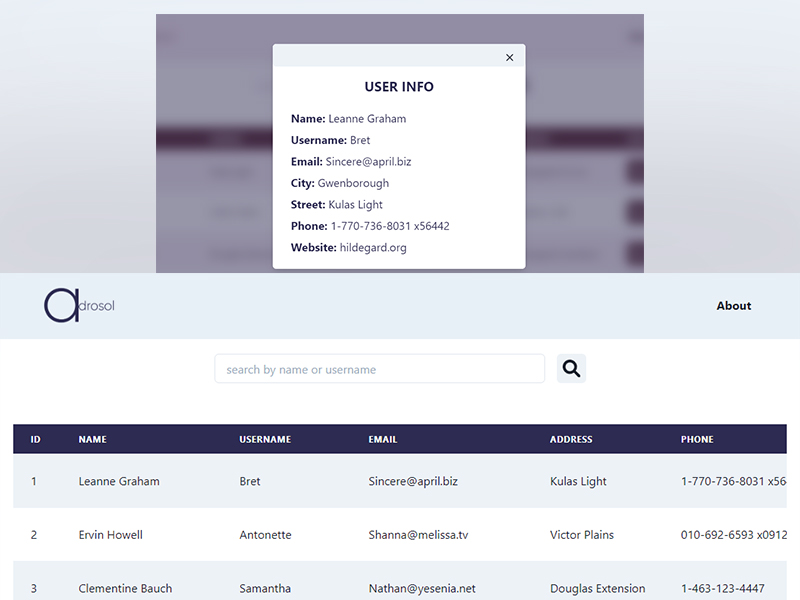 ×
USER INFO
Name: Leanne Graham
Username: Bret
Email: Sincere@april.biz
City: Gwenborough
Street: Kulas Light
Phone: 1-770-736-8031 x56442
Website: hildegard.org
adrosol
About
search by name or username
ID NAME USERNAME EMAIL ADDRESS PHONE
1 Leanne Graham Bret Sincere@april.biz Kulas Light 1-770-736-8031 x56
2 Ervin Howell Antonette Shanna@melissa.tv Victor Plains 010-692-6593 x0912
3 Clementine Bauch Samantha Nathan@yesenia.net Douglas Extension 1-463-123-4447